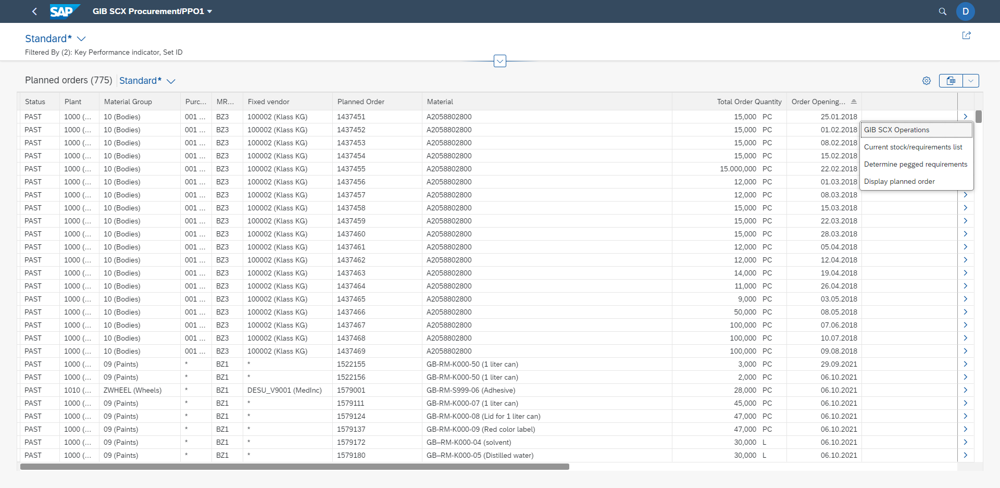 SAP GIB SCX Procurement/PPO1 D
Standard*
Filtered By (2): Key Performance indicator, Set ID
Planned orders (775) Standard*
Status Plant Material Group Purc... MR... Fixed vendor Planned Order Material Total Order Quantity Order Opening...
PAST 1000 (... 10 (Bodies) 001 ... BZ3 100002 (Klass KG) 1437451 A2058802800 15,000 PC 25.01.2018
PAST 1000 (... 10 (Bodies) 001 ... BZ3 100002 (Klass KG) 1437452 A2058802800 15,000 PC 01.02.2018
PAST 1000 (... 10 (Bodies) 001 ... BZ3 100002 (Klass KG) 1437453 A2058802800 15,000 PC 08.02.2018
PAST 1000 (... 10 (Bodies) 001 ... BZ3 100002 (Klass KG) 1437454 A2058802800 15,000 PC 15.02.2018
PAST 1000 (... 10 (Bodies) 001 ... BZ3 100002 (Klass KG) 1437455 A2058802800 15.000,000 PC 22.02.2018
PAST 1000 (... 10 (Bodies) 001 ... BZ3 100002 (Klass KG) 1437456 A2058802800 12,000 PC 01.03.2018
PAST 1000 (... 10 (Bodies) 001 ... BZ3 100002 (Klass KG) 1437457 A2058802800 12,000 PC 08.03.2018
PAST 1000 (... 10 (Bodies) 001 ... BZ3 100002 (Klass KG) 1437458 A2058802800 15,000 PC 15.03.2018
PAST 1000 (... 10 (Bodies) 001 ... BZ3 100002 (Klass KG) 1437459 A2058802800 15,000 PC 22.03.2018
PAST 1000 (... 10 (Bodies) 001 ... BZ3 100002 (Klass KG) 1437460 A2058802800 15,000 PC 28.03.2018
PAST 1000 (... 10 (Bodies) 001 ... BZ3 100002 (Klass KG) 1437461 A2058802800 12,000 PC 05.04.2018
PAST 1000 (... 10 (Bodies) 001 ... BZ3 100002 (Klass KG) 1437462 A2058802800 12,000 PC 12.04.2018
PAST 1000 (... 10 (Bodies) 001 ... BZ3 100002 (Klass KG) 1437463 A2058802800 14,000 PC 19.04.2018
PAST 1000 (... 10 (Bodies) 001 ... BZ3 100002 (Klass KG) 1437464 A2058802800 11,000 PC 26.04.2018
PAST 1000 (... 10 (Bodies) 001 ... BZ3 100002 (Klass KG) 1437465 A2058802800 9,000 PC 03.05.2018
PAST 1000 (... 10 (Bodies) 001 ... BZ3 100002 (Klass KG) 1437466 A2058802800 50,000 PC 08.05.2018
PAST 1000 (... 10 (Bodies) 001 ... BZ3 100002 (Klass KG) 1437467 A2058802800 100,000 PC 07.06.2018
PAST 1000 (... 10 (Bodies) 001 ... BZ3 100002 (Klass KG) 1437468 A2058802800 100,000 PC 10.07.2018
PAST 1000 (... 10 (Bodies) 001 ... BZ3 100002 (Klass KG) 1437469 A2058802800 100,000 PC 09.08.2018
PAST 1000 (... 09 (Paints) * BZ1 * 1522155 GB-RM-K000-50 (1 liter can) 3,000 PC 29.09.2021
PAST 1000 (... 09 (Paints) * BZ1 * 1522156 GB-RM-K000-50 (1 liter can) 2,000 PC 06.10.2021
PAST 1010 (... ZWHEEL (Wheels) * BZ1 DESU_V9001 (MedInc) 1579001 GB-RM-S999-06 (Adhesive) 28,000 PC 06.10.2021
PAST 1000 (... 09 (Paints) * BZ1 * 1579111 GB-RM-K000-07 (1 liter can) 45,000 PC 06.10.2021
PAST 1000 (... 09 (Paints) * BZ1 * 1579124 GB-RM-K000-08 (Lid for 1 liter can) 47,000 PC 06.10.2021
PAST 1000 (... 09 (Paints) * BZ1 * 1579137 GB-RM-K000-09 (Red color label) 47,000 PC 06.10.2021
PAST 1000 (... 09 (Paints) * BZ1 * 1579172 GB–RM-K000-04 (solvent) 30,000 L 06.10.2021
PAST 1000 (... 09 (Paints) * BZ1 * 1579180 GB–RM-K000-05 (Distilled water) 30,000 L 06.10.2021
GIB SCX Operations
Current stock/requirements list
Determine pegged requirements
Display planned order